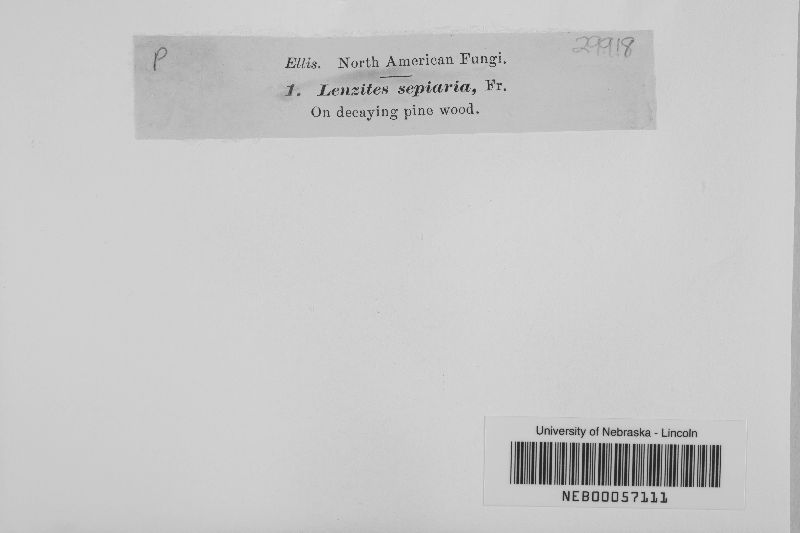 P
29918
Ellis. North American Fungi.
1. Lenzites sepiaria, Fr.
On decaying pine wood.
University of Nebraska - Lincoln
NEB00057111